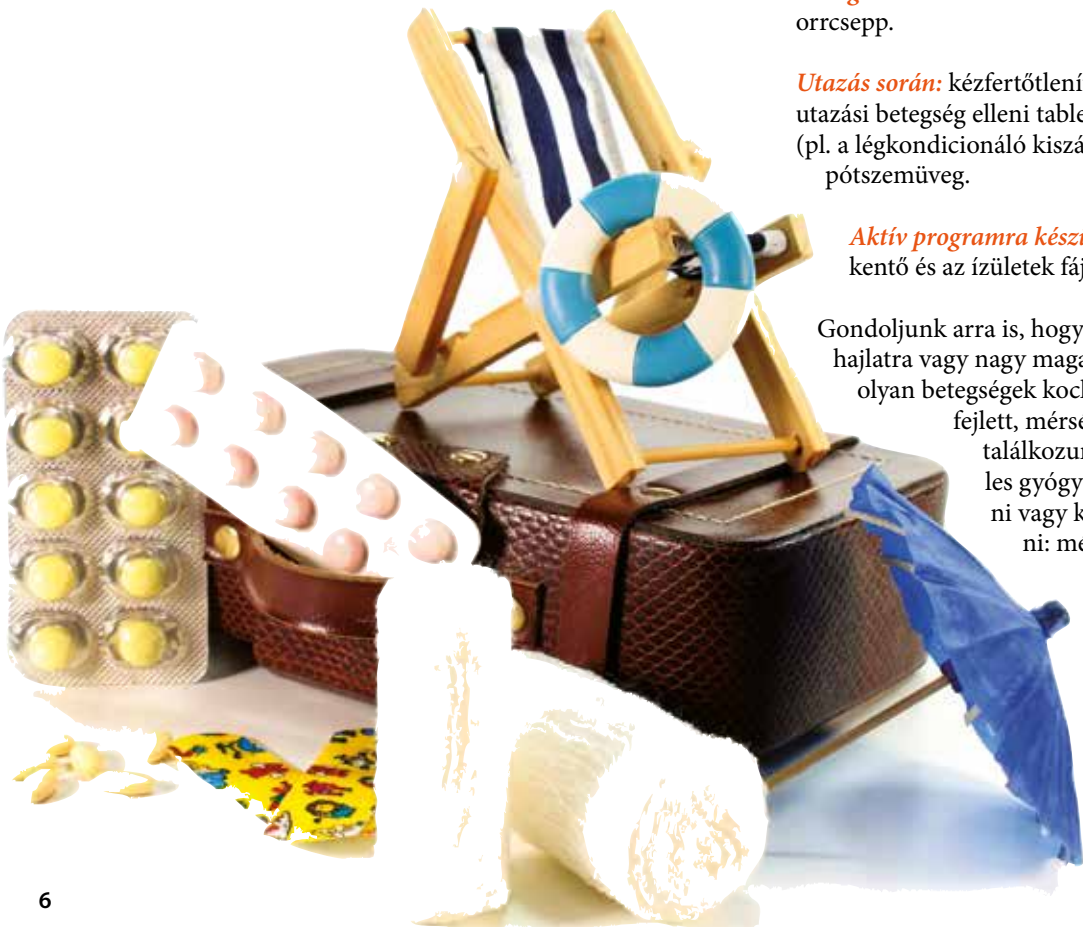 orrcsepp.
Utazás során: kézfertőtlení
utazási betegség elleni table
(pl. a légkondicionáló kiszá
pótszemüveg.
Aktív programra készü
kentő és az ízületek fáj
Gondoljunk arra is, hogy
hajlatra vagy nagy maga
olyan betegségek koc
fejlett, mérse
találkozu
les gyógy
ni vagy k
ni: me
6